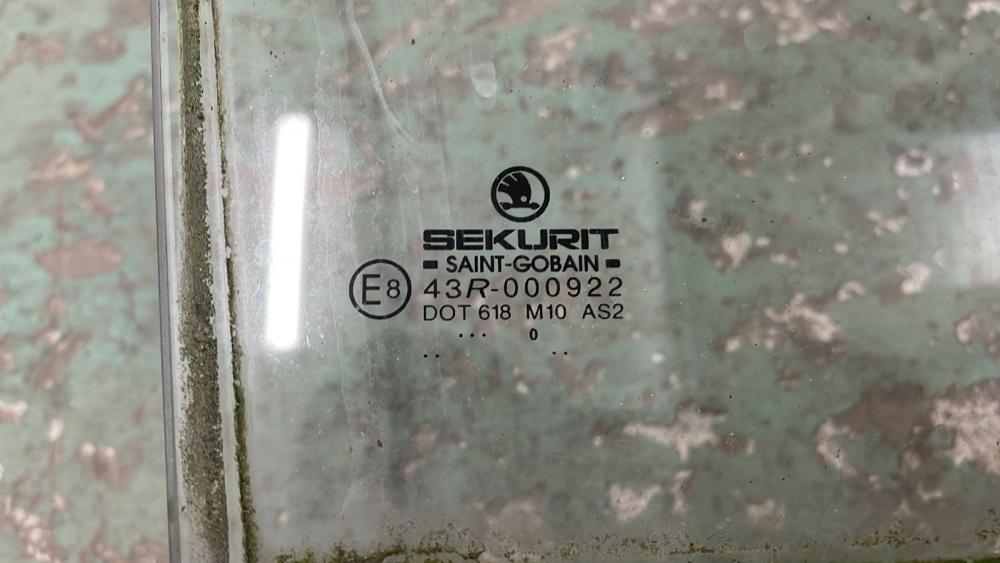 SEKURIT
- SAINT-GOBAIN -
E8 43R-000922
DOT 618 M10 AS2
... 0
.. ..